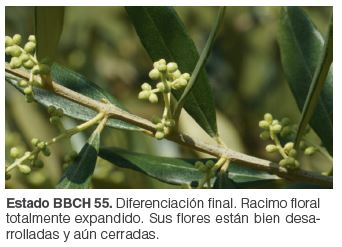 Estado BBCH 55. Diferenciación final. Racimo floral
totalmente expandido. Sus flores están bien desa-
rrolladas y aún cerradas.